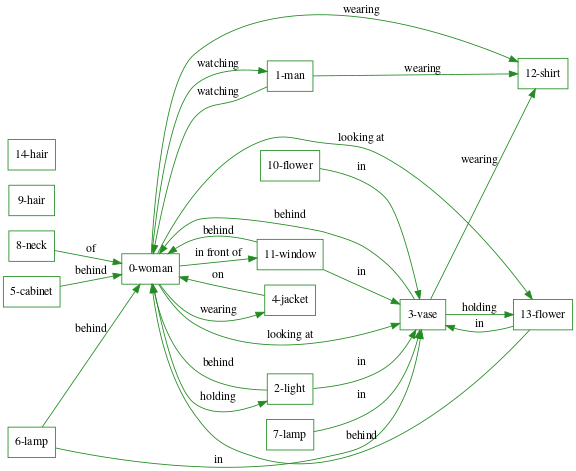 wearing
watching
1-man
wearing
12-shirt
watching
looking at
14-hair
10-flower
in
wearing
9-hair
behind
8-neck
of
behind
in front of
11-window
0-woman
behind
5-cabinet
on
in
4-jacket
wearing
holding
3-vase
13-flower
in
looking at
behind
behind
in
2-light
holding
in
7-lamp
behind
6-lamp
in